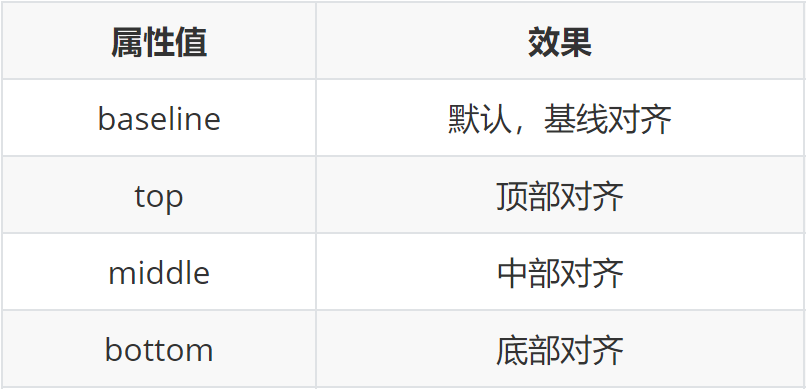 属性值 效果
baseline 默认，基线对齐
top 顶部对齐
middle 中部对齐
bottom 底部对齐